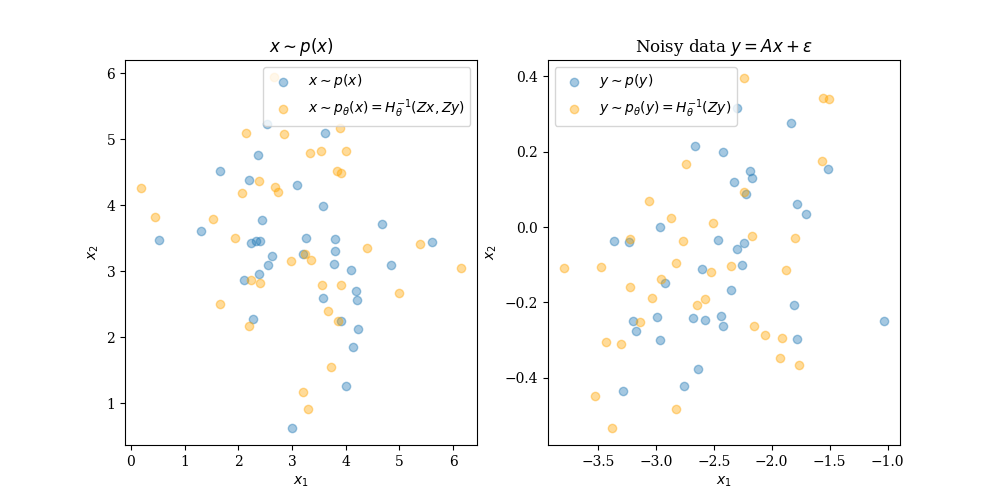 x ∼ p(x)
x ∼ p(x)
x ∼ p_θ(x) = H_θ^{-1}(Zx, Zy)
x_2
6
5
4
3
2
1
0 1 2 3 4 5 6
x_1
Noisy data y = Ax + ε
y ∼ p(y)
y ∼ p_θ(y) = H_θ^{-1}(Zy)
x_2
0.4
0.2
0.0
−0.2
−0.4
−3.5 −3.0 −2.5 −2.0 −1.5 −1.0
x_1